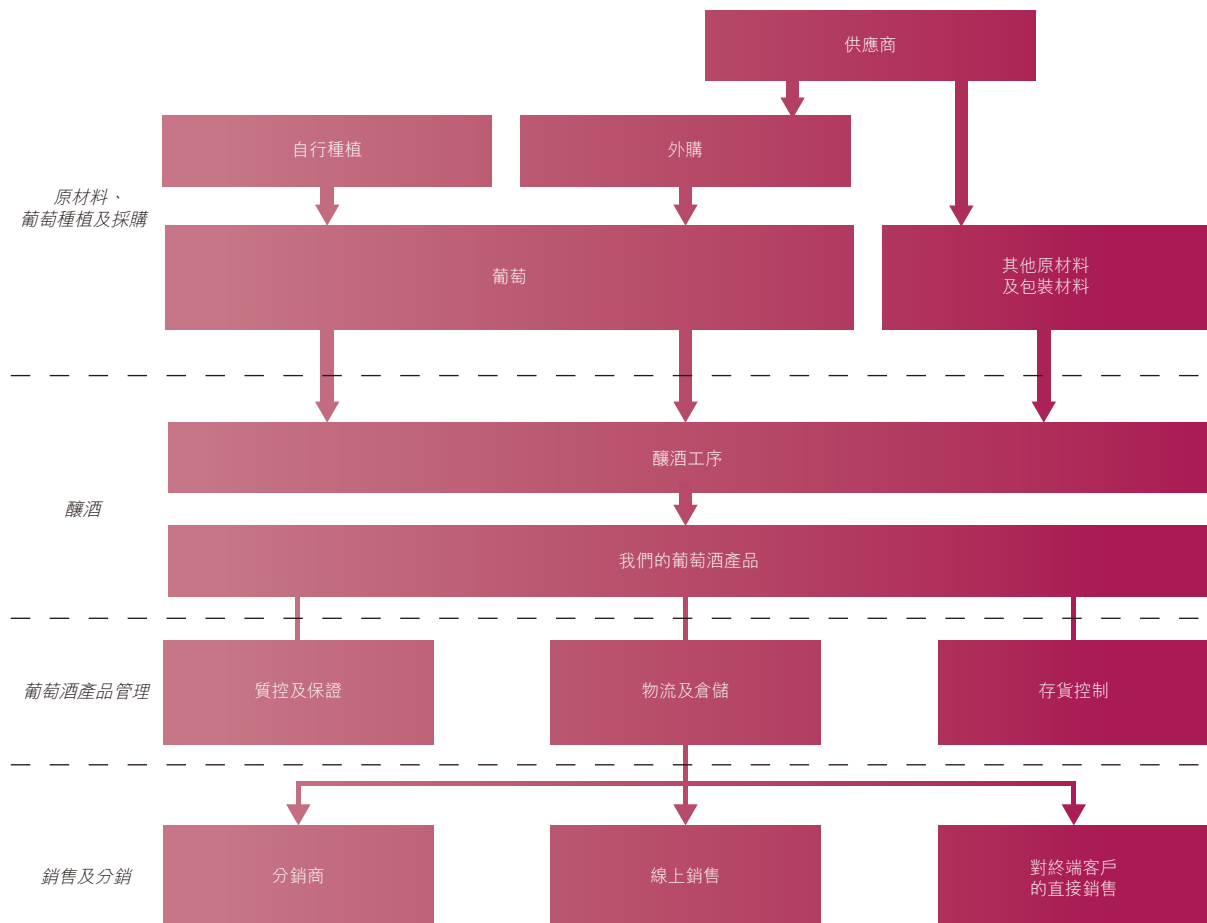 供應商
自行種植
外購
原材料、
葡萄種植及採購
葡萄
其他原材料
及包裝材料
釀酒工序
釀酒
我們的葡萄酒產品
葡萄酒產品管理
質控及保證
物流及倉儲
存貨控制
銷售及分銷
分銷商
線上銷售
對終端客戶
的直接銷售